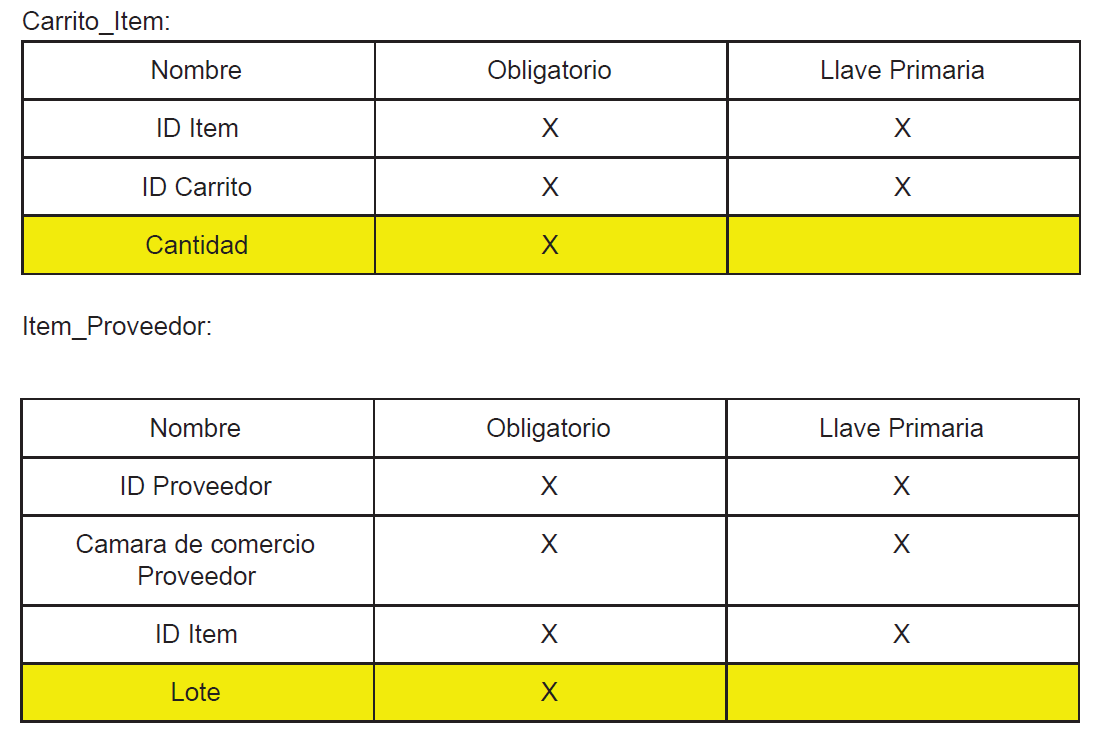 Carrito_Item:
Nombre Obligatorio Llave Primaria
ID Item X X
ID Carrito X X
Cantidad X
Item_Proveedor:
Nombre Obligatorio Llave Primaria
ID Proveedor X X
Camara de comercio X X
Proveedor
ID Item X X
Lote X